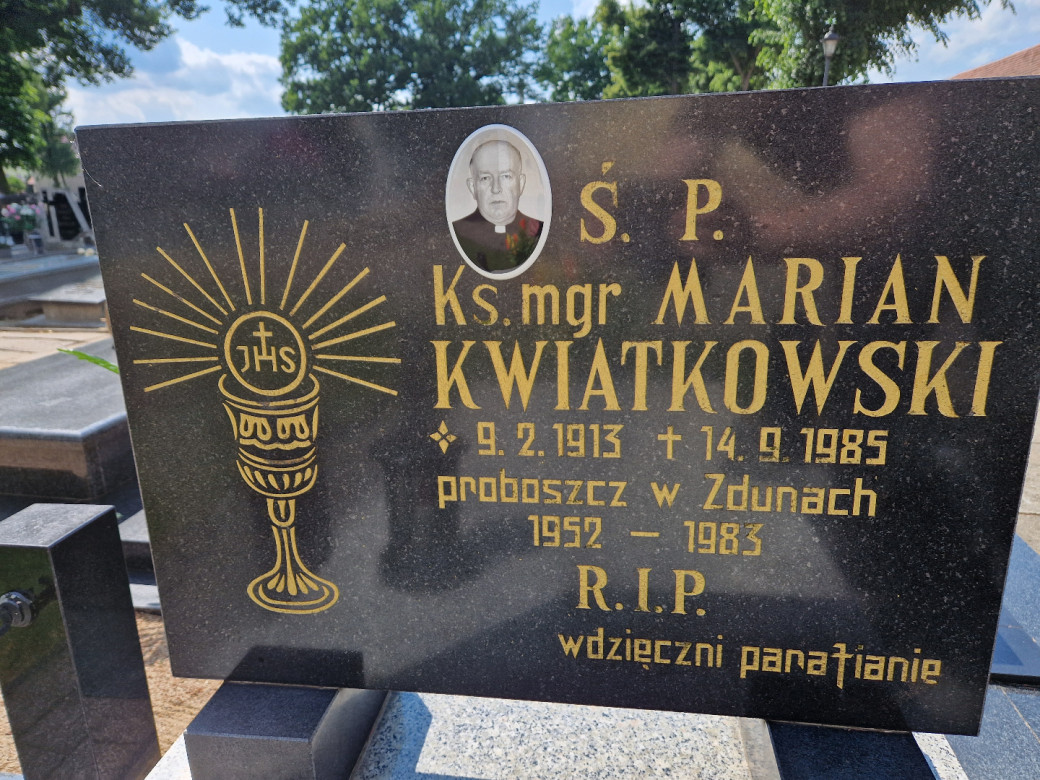 JHS
Ś. P.
Ks. mgr MARIAN
KWIATKOWSKI
9. 2. 1913 14. 9. 1985
proboszcz w Zdunach
1952 – 1983
R.I.P.
wdzięczni parafianie